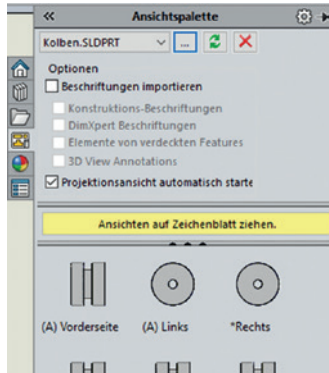 Ansichtspalette
Kolben.SLDPRT
...
Optionen
Beschriftungen importieren
Konstruktions-Beschriftungen
DimXpert Beschriftungen
Elemente von verdeckten Features
3D View Annotations
Projektionsansicht automatisch starte
Ansichten auf Zeichenblatt ziehen.
(A) Vorderseite (A) Links *Rechts